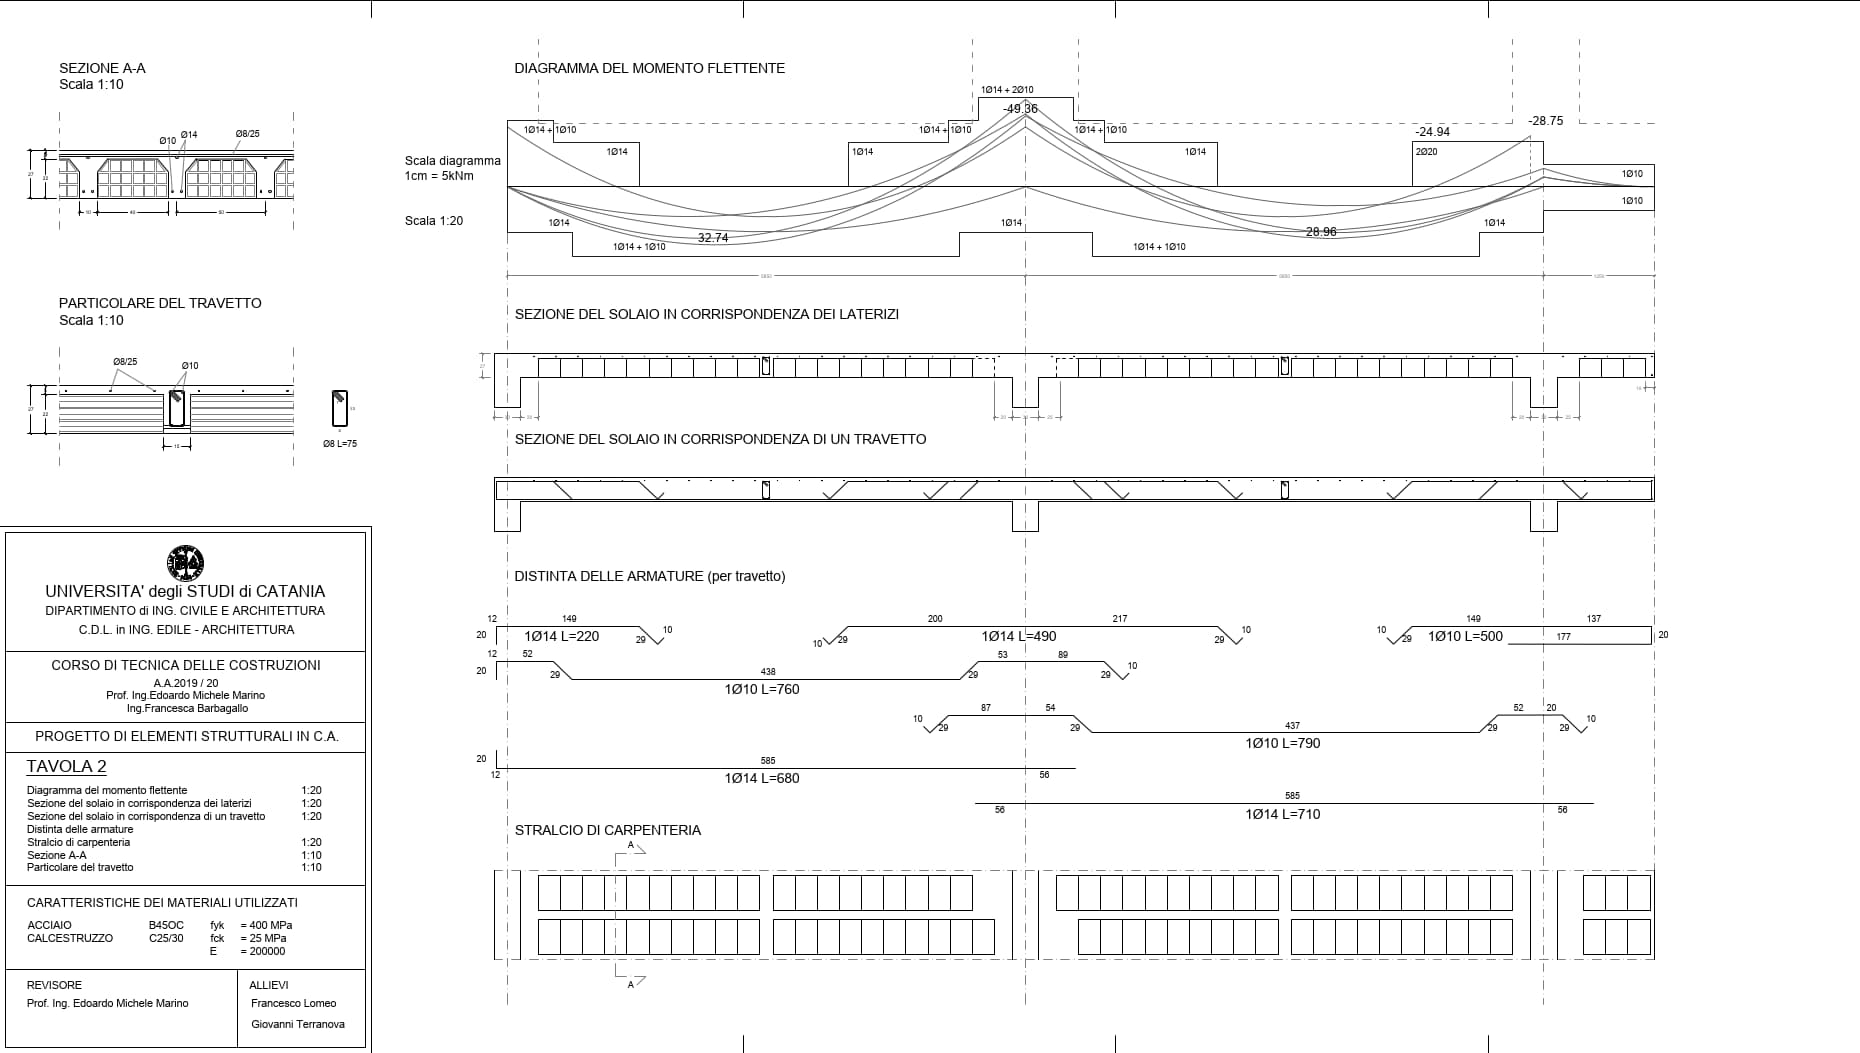 SEZIONE A-A
Scala 1:10
Ø10
Ø14
Ø8/25
27
22
10
40
50
PARTICOLARE DEL TRAVETTO
Scala 1:10
Ø8/25
Ø10
27
22
Ø8 L=75
DIAGRAMMA DEL MOMENTO FLETTENTE
Scala diagramma
1cm = 5kNm
Scala 1:20
1Ø14 + 2Ø10
-49.36
1Ø14 + 1Ø10
1Ø14 + 1Ø10
1Ø14 + 1Ø10
-24.94
-28.75
1Ø14
1Ø14
1Ø14
2Ø20
1Ø10
1Ø10
1Ø14
1Ø14
1Ø14
32.74
28.96
1Ø14 + 1Ø10
1Ø14 + 1Ø10
SEZIONE DEL SOLAIO IN CORRISPONDENZA DEI LATERIZI
27
SEZIONE DEL SOLAIO IN CORRISPONDENZA DI UN TRAVETTO
DISTINTA DELLE ARMATURE (per travetto)
12 149 200 217 149 137
20 1Ø14 L=220 29 10
10 29 1Ø14 L=490 29 10
10 29 1Ø10 L=500 177 20
12 52 53 89
20 29 438 29 29 10
1Ø10 L=760
87 54 52 20
10 29 29 437 29 29 10
1Ø10 L=790
20 585
12 1Ø14 L=680 56
585
56 1Ø14 L=710 56
STRALCIO DI CARPENTERIA
A
A
UNIVERSITA' degli STUDI di CATANIA
DIPARTIMENTO di ING. CIVILE E ARCHITETTURA
C.D.L. in ING. EDILE - ARCHITETTURA
CORSO DI TECNICA DELLE COSTRUZIONI
A.A.2019 / 20
Prof. Ing.Edoardo Michele Marino
Ing.Francesca Barbagallo
PROGETTO DI ELEMENTI STRUTTURALI IN C.A.
TAVOLA 2
Diagramma del momento flettente 1:20
Sezione del solaio in corrispondenza dei laterizi 1:20
Sezione del solaio in corrispondenza di un travetto 1:20
Distinta delle armature
Stralcio di carpenteria 1:20
Sezione A-A 1:10
Particolare del travetto 1:10
CARATTERISTICHE DEI MATERIALI UTILIZZATI
ACCIAIO B45OC fyk = 400 MPa
CALCESTRUZZO C25/30 fck = 25 MPa
E = 200000
REVISORE
Prof. Ing. Edoardo Michele Marino
ALLIEVI
Francesco Lomeo
Giovanni Terranova